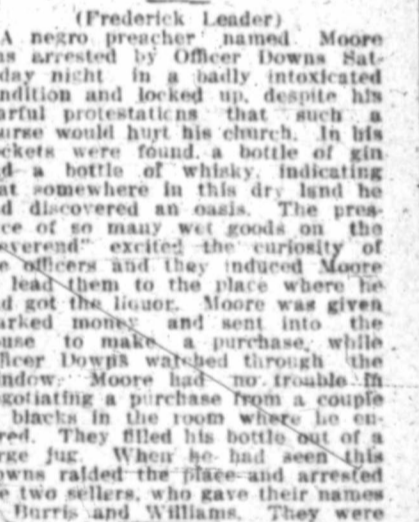 (Frederick Leader)
A negro preacher named Moore
as arrested by Officer Downs Sat-
day night in a badly intoxicated
ndition and locked up, despite his
arful protestations that such a
urse would hurt his church. In his
ckets were found a bottle of gin
d a bottle of whisky, indicating
at somewhere in this dry land he
d discovered an oasis. The pres-
ce of so many wet goods on the
everend" excited the curiosity of
e officers and they induced Moore
lead them to the place where he
d got the liquor. Moore was given
arked money and sent into the
use to make a purchase, while
ficer Downs watched through the
ndow. Moore had no trouble in
gotiating a purchase from a couple
blacks in the room where he en-
red. They filled his bottle out of a
rge jug. When he had seen this
owns raided the place and arrested
e two sellers, who gave their names
Burris and Williams. They were